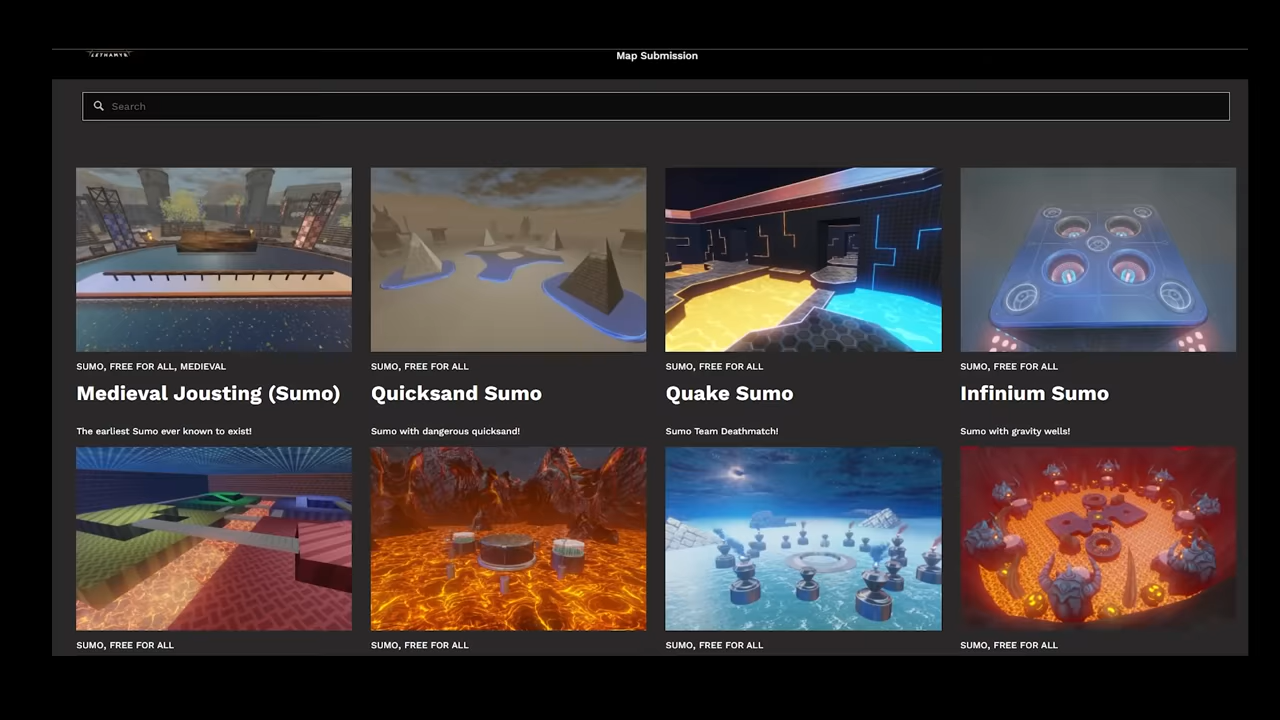 LETHAMYR
Map Submission
Search
SUMO, FREE FOR ALL, MEDIEVAL
Medieval Jousting (Sumo)
The earliest Sumo ever known to exist!
SUMO, FREE FOR ALL
Quicksand Sumo
Sumo with dangerous quicksand!
SUMO, FREE FOR ALL
Quake Sumo
Sumo Team Deathmatch!
SUMO, FREE FOR ALL
Infinium Sumo
Sumo with gravity wells!
SUMO, FREE FOR ALL
SUMO, FREE FOR ALL
SUMO, FREE FOR ALL
SUMO, FREE FOR ALL